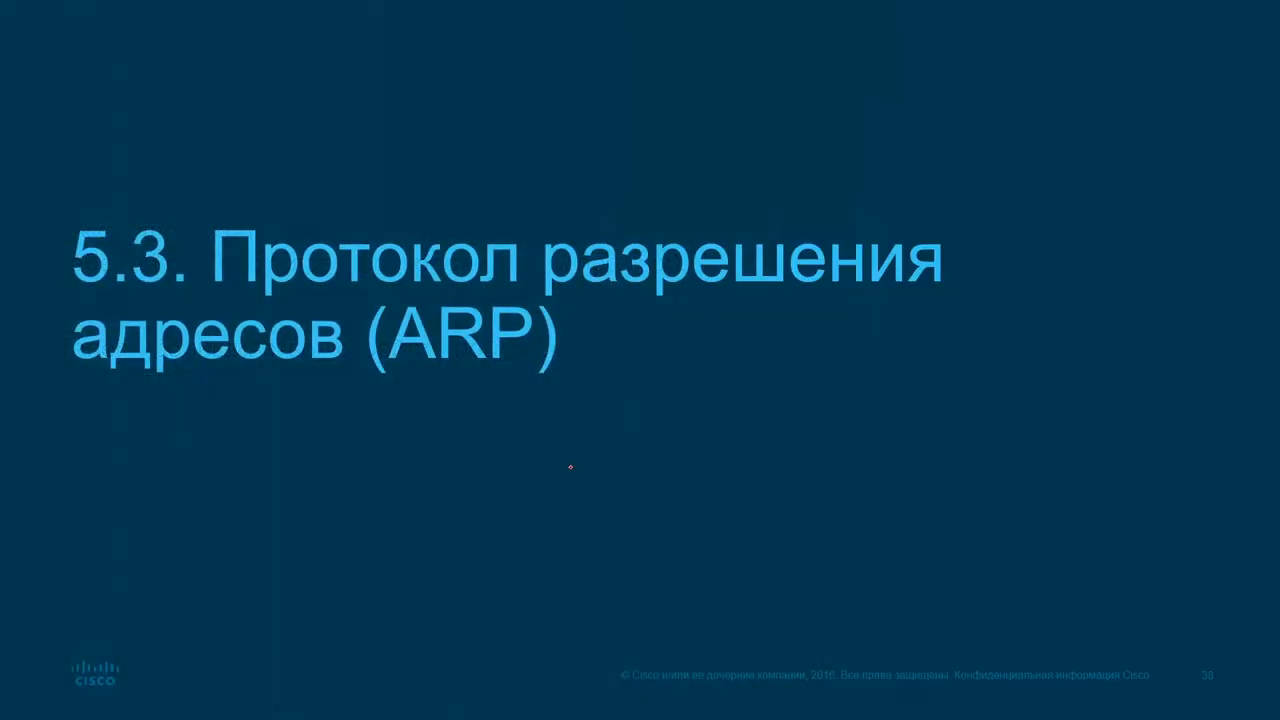 5.3. Протокол разрешения
адресов (ARP)
CISCO
© Cisco и/или ее дочерние компании, 2016. Все права защищены. Конфиденциальная информация Cisco
38